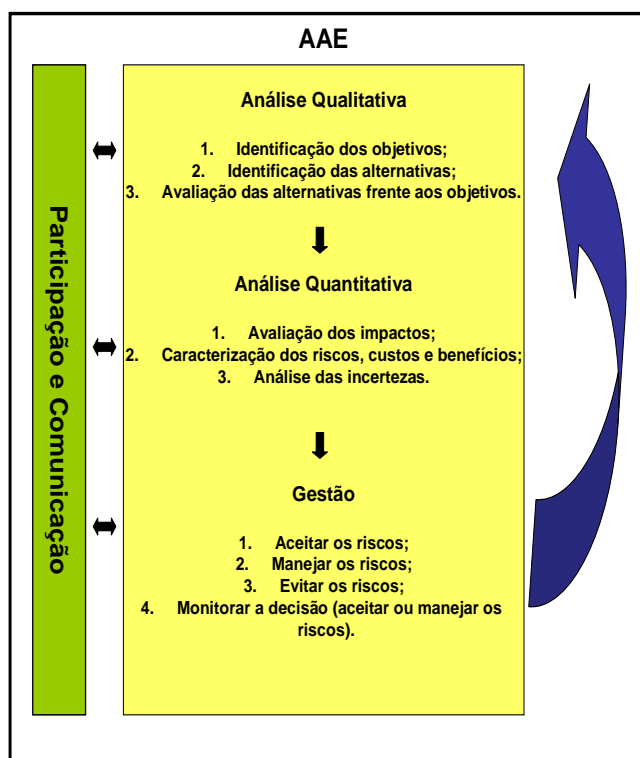 AAE
Participação e Comunicação
Análise Qualitativa
1. Identificação dos objetivos;
2. Identificação das alternativas;
3. Avaliação das alternativas frente aos objetivos.
Análise Quantitativa
1. Avaliação dos impactos;
2. Caracterização dos riscos, custos e benefícios;
3. Análise das incertezas.
Gestão
1. Aceitar os riscos;
2. Manejar os riscos;
3. Evitar os riscos;
4. Monitorar a decisão (aceitar ou manejar os
riscos).